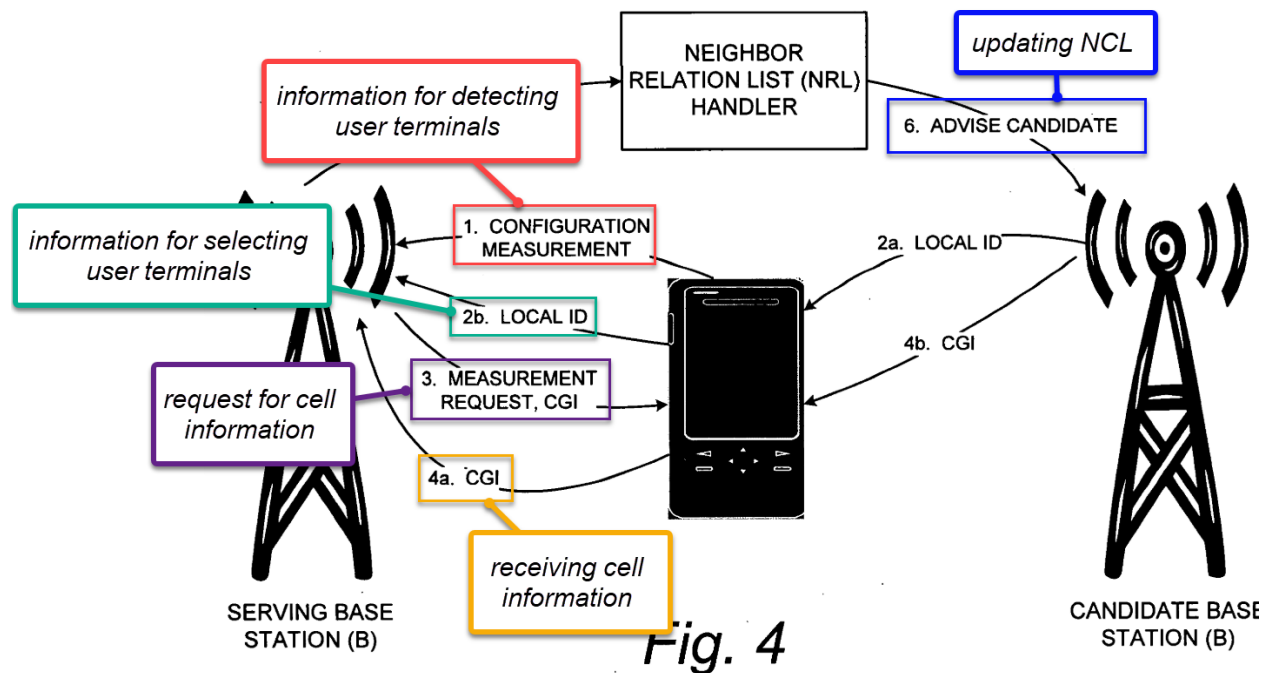 updating NCL
NEIGHBOR
RELATION LIST (NRL)
HANDLER
information for detecting
user terminals
6. ADVISE CANDIDATE
information for selecting
user terminals
1. CONFIGURATION
MEASUREMENT
2a. LOCAL ID
2b. LOCAL ID
4b. CGI
3. MEASUREMENT
REQUEST, CGI
request for cell
information
4a. CGI
receiving cell
information
SERVING BASE
STATION (B)
CANDIDATE BASE
STATION (B)
Fig. 4